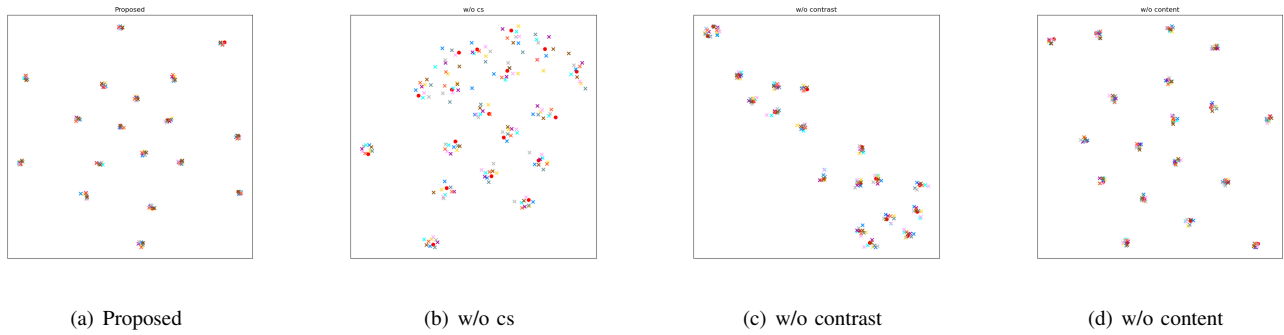 Proposed
w/o cs
w/o contrast
w/o content
(a) Proposed
(b) w/o cs
(c) w/o contrast
(d) w/o content